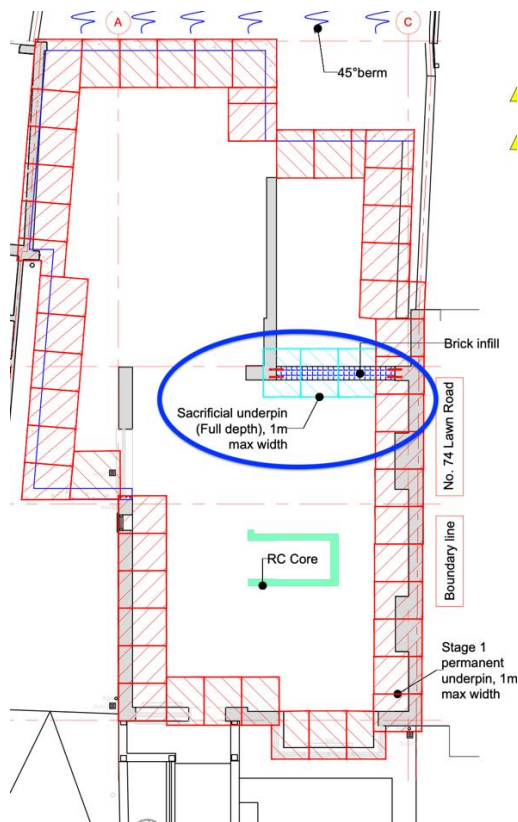 A
C
45°berm
Brick infill
Sacrificial underpin
(Full depth), 1m
max width
No. 74 Lawn Road
RC Core
Boundary line
Stage 1
permanent
underpin, 1m
max width